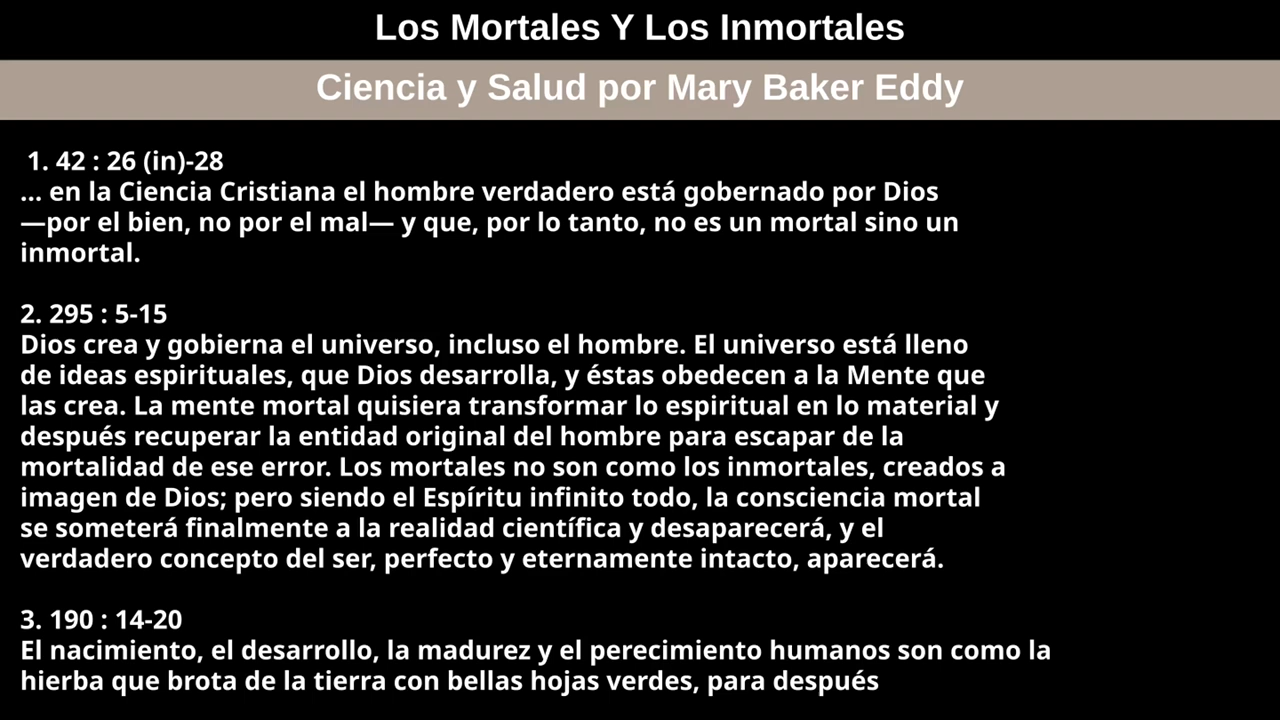 Los Mortales Y Los Inmortales
Ciencia y Salud por Mary Baker Eddy
1. 42 : 26 (in)-28
... en la Ciencia Cristiana el hombre verdadero está gobernado por Dios
—por el bien, no por el mal— y que, por lo tanto, no es un mortal sino un
inmortal.
2. 295 : 5-15
Dios crea y gobierna el universo, incluso el hombre. El universo está lleno
de ideas espirituales, que Dios desarrolla, y éstas obedecen a la Mente que
las crea. La mente mortal quisiera transformar lo espiritual en lo material y
después recuperar la entidad original del hombre para escapar de la
mortalidad de ese error. Los mortales no son como los inmortales, creados a
imagen de Dios; pero siendo el Espíritu infinito todo, la consciencia mortal
se someterá finalmente a la realidad científica y desaparecerá, y el
verdadero concepto del ser, perfecto y eternamente intacto, aparecerá.
3. 190 : 14-20
El nacimiento, el desarrollo, la madurez y el perecimiento humanos son como la
hierba que brota de la tierra con bellas hojas verdes, para después